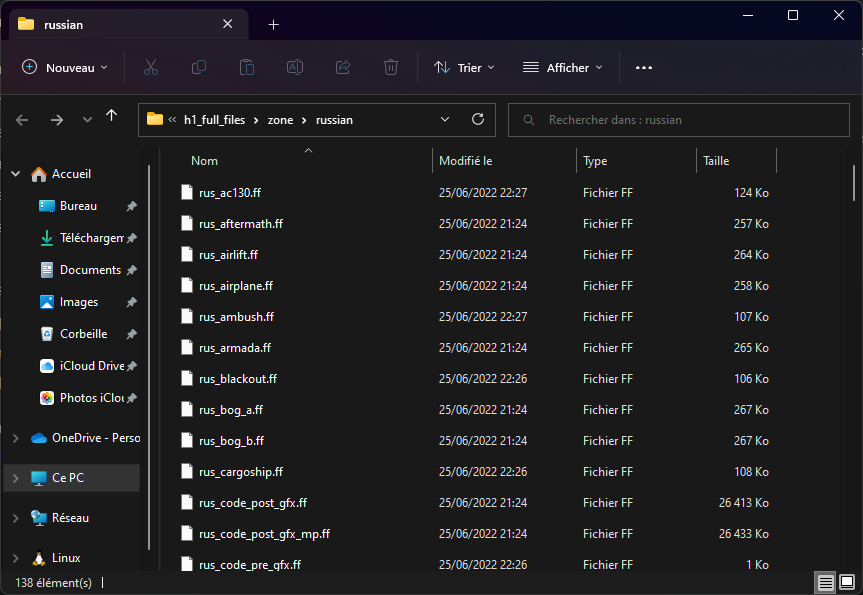 russian
Nouveau
Trier
Afficher
h1_full_files
zone
russian
Rechercher dans : russian
Nom Modifié le Type Taille
Accueil
Bureau
Téléchargem
Documents
Images
Corbeille
iCloud Drive
Photos iClou
OneDrive - Perso
Ce PC
Réseau
Linux
rus_ac130.ff 25/06/2022 22:27 Fichier FF 124 Ko
rus_aftermath.ff 25/06/2022 21:24 Fichier FF 257 Ko
rus_airlift.ff 25/06/2022 21:24 Fichier FF 264 Ko
rus_airplane.ff 25/06/2022 21:24 Fichier FF 258 Ko
rus_ambush.ff 25/06/2022 22:27 Fichier FF 107 Ko
rus_armada.ff 25/06/2022 21:24 Fichier FF 265 Ko
rus_blackout.ff 25/06/2022 22:26 Fichier FF 106 Ko
rus_bog_a.ff 25/06/2022 21:24 Fichier FF 267 Ko
rus_bog_b.ff 25/06/2022 21:24 Fichier FF 267 Ko
rus_cargoship.ff 25/06/2022 22:26 Fichier FF 108 Ko
rus_code_post_gfx.ff 25/06/2022 21:24 Fichier FF 26 413 Ko
rus_code_post_gfx_mp.ff 25/06/2022 21:24 Fichier FF 26 433 Ko
rus_code_pre_gfx.ff 25/06/2022 22:26 Fichier FF 1 Ko
138 élément(s)